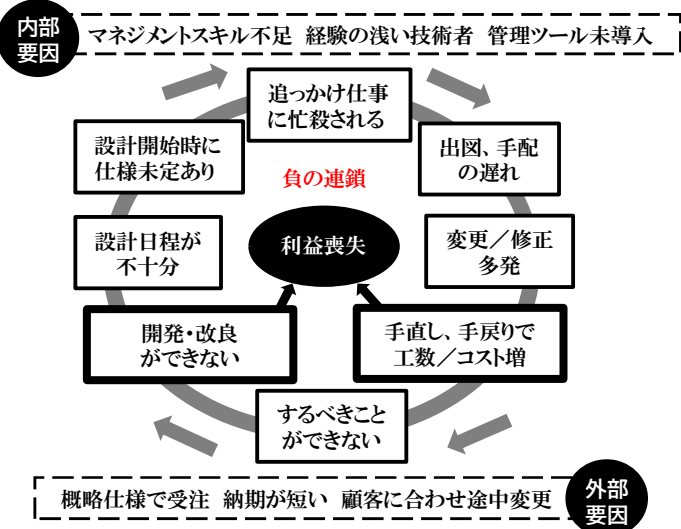 内部
要因
マネジメントスキル不足 経験の浅い技術者 管理ツール未導入
追っかけ仕事
に忙殺される
設計開始時に
仕様未定あり
出図、手配
の遅れ
負の連鎖
設計日程が
不十分
利益喪失
変更／修正
多発
開発・改良
ができない
手直し、手戻りで
工数／コスト増
するべきこと
ができない
概略仕様で受注 納期が短い 顧客に合わせ途中変更
外部
要因